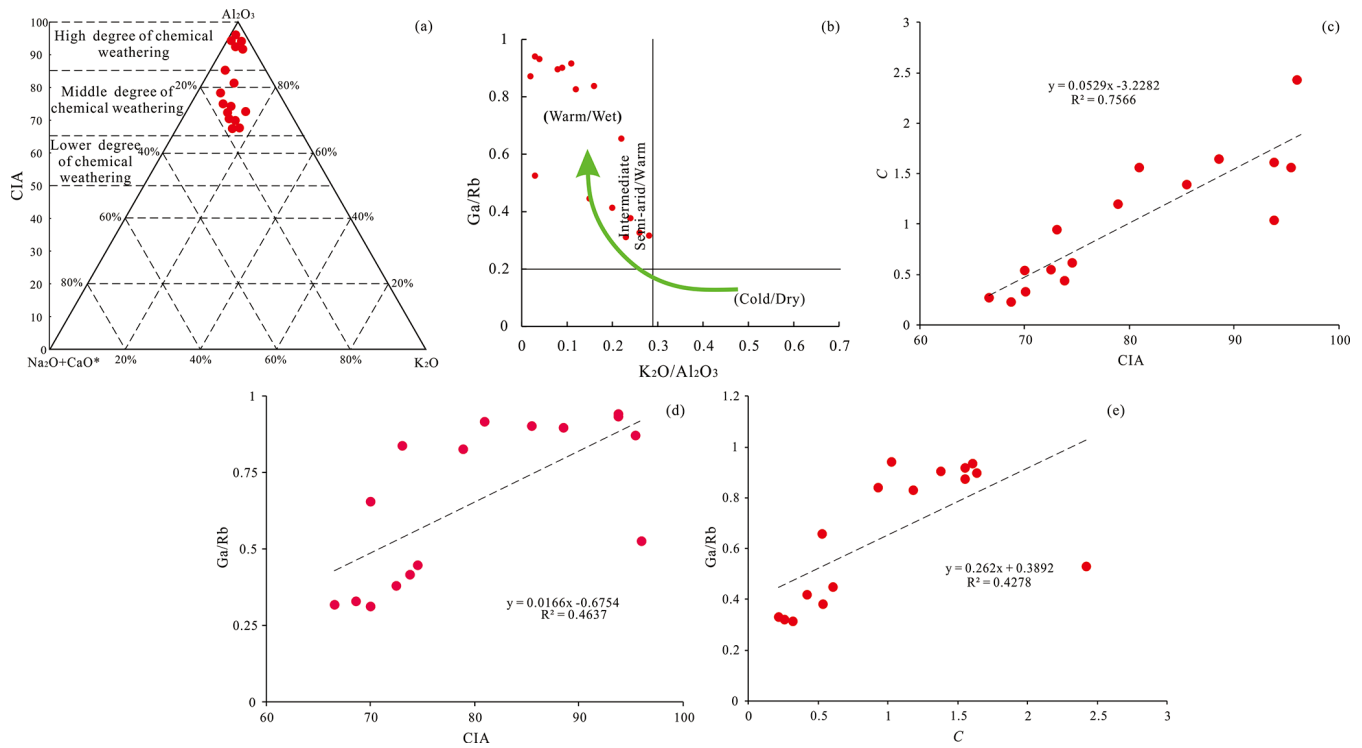 Al₂O₃
(a)
100
90
80
70
60
50
40
30
20
10
0
CIA
High degree of chemical
weathering
Middle degree of
chemical weathering
Lower degree
of chemical
weathering
20%
80%
40%
60%
60%
40%
80%
20%
Na₂O+CaO*
20%
40%
60%
80%
K₂O
(b)
1
0.8
0.6
0.4
0.2
0
Ga/Rb
(Warm/Wet)
Intermediate
Semi-arid/Warm
(Cold/Dry)
0
0.1
0.2
0.3
0.4
0.5
0.6
0.7
K₂O/Al₂O₃
(c)
3
2.5
2
1.5
1
0.5
0
C
y = 0.0529x -3.2282
R² = 0.7566
60
70
80
90
100
CIA
(d)
1
0.75
0.5
0.25
0
Ga/Rb
y = 0.0166x -0.6754
R² = 0.4637
60
70
80
90
100
CIA
(e)
1.2
1
0.8
0.6
0.4
0.2
0
Ga/Rb
y = 0.262x + 0.3892
R² = 0.4278
0
0.5
1
1.5
2
2.5
3
C